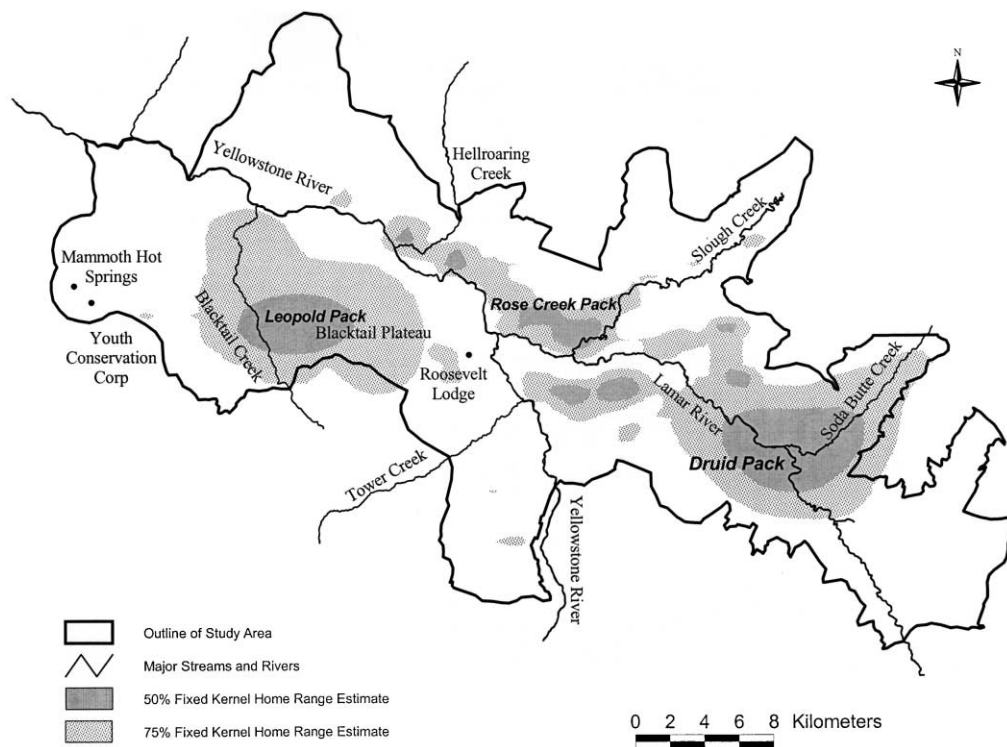 N
Yellowstone River
Hellroaring
Creek
Slough Creek
Mammoth Hot
Springs
Rose Creek Pack
Leopold Pack
Blacktail Plateau
Blacktail Creek
Youth
Conservation
Corp
Roosevelt
Lodge
Lamar River
Soda Butte Creek
Druid Pack
Tower Creek
Yellowstone River
Outline of Study Area
Major Streams and Rivers
50% Fixed Kernel Home Range Estimate
75% Fixed Kernel Home Range Estimate
0 2 4 6 8 Kilometers